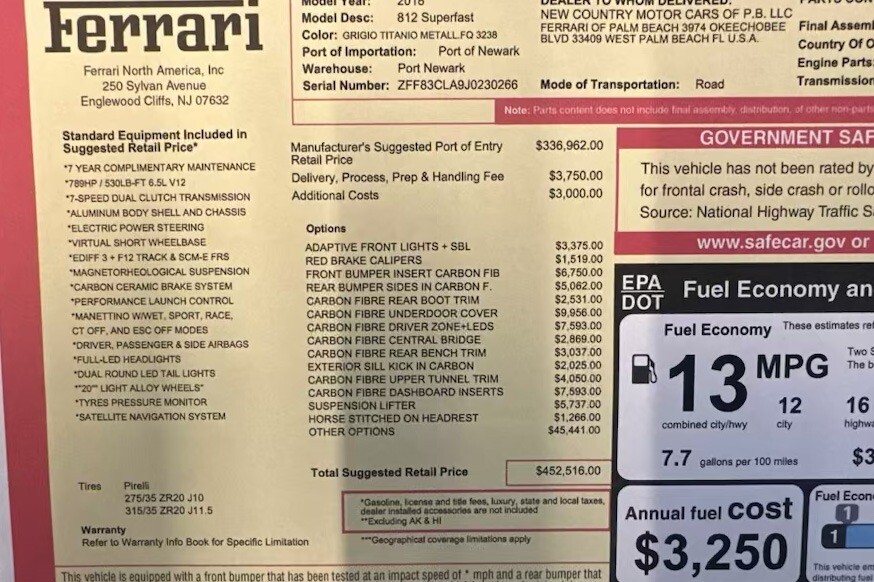 Ferrari
Ferrari North America, Inc
250 Sylvan Avenue
Englewood Cliffs, NJ 07632
Model Year: 2018
Model Desc: 812 Superfast
Color: GRIGIO TITANIO METALL.FQ 3238
Port of Importation: Port of Newark
Warehouse: Port Newark
Serial Number: ZFF83CLA9J0230266
DEALER TO WHOM DELIVERED:
NEW COUNTRY MOTOR CARS OF P.B. LLC
FERRARI OF PALM BEACH 3974 OKEECHOBEE
BLVD 33409 WEST PALM BEACH FL U.S.A.
Mode of Transportation: Road
Final Assem
Country Of O
Engine Parts:
Transmission
Note: Parts content does not include final assembly, distribution, of other non-parts
Standard Equipment Included in
Suggested Retail Price*
*7 YEAR COMPLIMENTARY MAINTENANCE
*789HP / 530LB-FT 6.5L V12
*7-SPEED DUAL CLUTCH TRANSMISSION
*ALUMINUM BODY SHELL AND CHASSIS
*ELECTRIC POWER STEERING
*VIRTUAL SHORT WHEELBASE
*EDIFF 3 + F12 TRACK & SCM-E FRS
*MAGNETORHEOLOGICAL SUSPENSION
*CARBON CERAMIC BRAKE SYSTEM
*PERFORMANCE LAUNCH CONTROL
*MANETTINO W/WET, SPORT, RACE,
CT OFF, AND ESC OFF MODES
*DRIVER, PASSENGER & SIDE AIRBAGS
*FULL-LED HEADLIGHTS
*DUAL ROUND LED TAIL LIGHTS
*"20" LIGHT ALLOY WHEELS"
*TYRES PRESSURE MONITOR
*SATELLITE NAVIGATION SYSTEM
Tires Pirelli
275/35 ZR20 J10
315/35 ZR20 J11.5
Warranty
Refer to Warranty Info Book for Specific Limitation
Manufacturer's Suggested Port of Entry $336,962.00
Retail Price
Delivery, Process, Prep & Handling Fee $3,750.00
Additional Costs $3,000.00
Options
ADAPTIVE FRONT LIGHTS + SBL $3,375.00
RED BRAKE CALIPERS $1,519.00
FRONT BUMPER INSERT CARBON FIB $6,750.00
REAR BUMPER SIDES IN CARBON F. $5,062.00
CARBON FIBRE REAR BOOT TRIM $2,531.00
CARBON FIBRE UNDERDOOR COVER $9,956.00
CARBON FIBRE DRIVER ZONE+LEDS $7,593.00
CARBON FIBRE CENTRAL BRIDGE $2,869.00
CARBON FIBRE REAR BENCH TRIM $3,037.00
EXTERIOR SILL KICK IN CARBON $2,025.00
CARBON FIBRE UPPER TUNNEL TRIM $4,050.00
CARBON FIBRE DASHBOARD INSERTS $7,593.00
SUSPENSION LIFTER $5,737.00
HORSE STITCHED ON HEADREST $1,266.00
OTHER OPTIONS $45,441.00
Total Suggested Retail Price $452,516.00
*Gasoline, license and title fees, luxury, state and local taxes,
dealer installed accessories are not included
**Excluding AK & HI
***Geographical coverage limitations apply
This vehicle is equipped with a front bumper that has been tested at an impact speed of * mph and a rear bumper that
GOVERNMENT SAF
This vehicle has not been rated by
for frontal crash, side crash or rollo
Source: National Highway Traffic Sa
www.safecar.gov or
EPA
DOT
Fuel Economy an
Fuel Economy These estimates ref
13 MPG
Two S
The b
combined city/hwy
12
city
16
highwa
7.7 gallons per 100 miles
$3
Annual fuel cost
$3,250
Fuel Econ
1
1
This vehicle em
distributing fuel